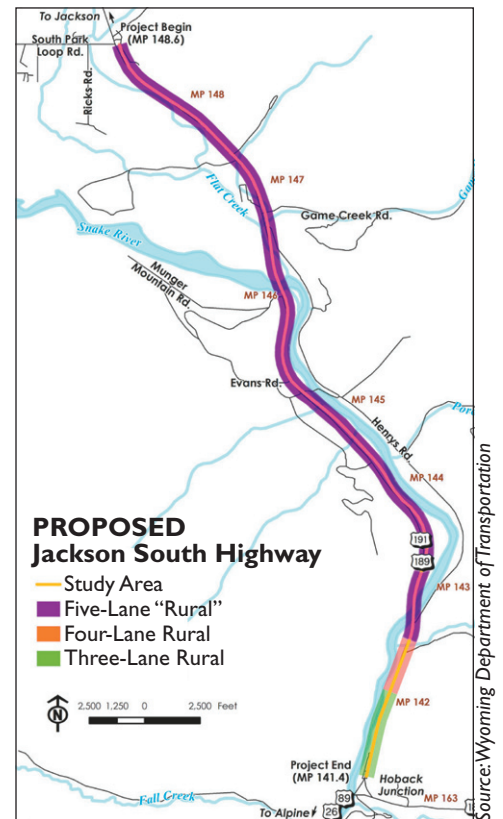 To Jackson
Project Begin
(MP 148.6)
South Park
Loop Rd.
Ricks Rd.
MP 148
MP 147
Flat Creek
Game Creek Rd.
Snake River
Munger
Mountain Rd.
MP 146
Evans Rd.
MP 145
Henrys Rd.
MP 144
191
189
MP 143
PROPOSED
Jackson South Highway
Study Area
Five-Lane “Rural”
Four-Lane Rural
Three-Lane Rural
N
2.500 1,250 0 2.500 Feet
MP 142
Project End
(MP 141.4)
Hoback
Junction
MP 163
89
26
To Alpine
Fall Creek
Source: Wyoming Department of Transportation